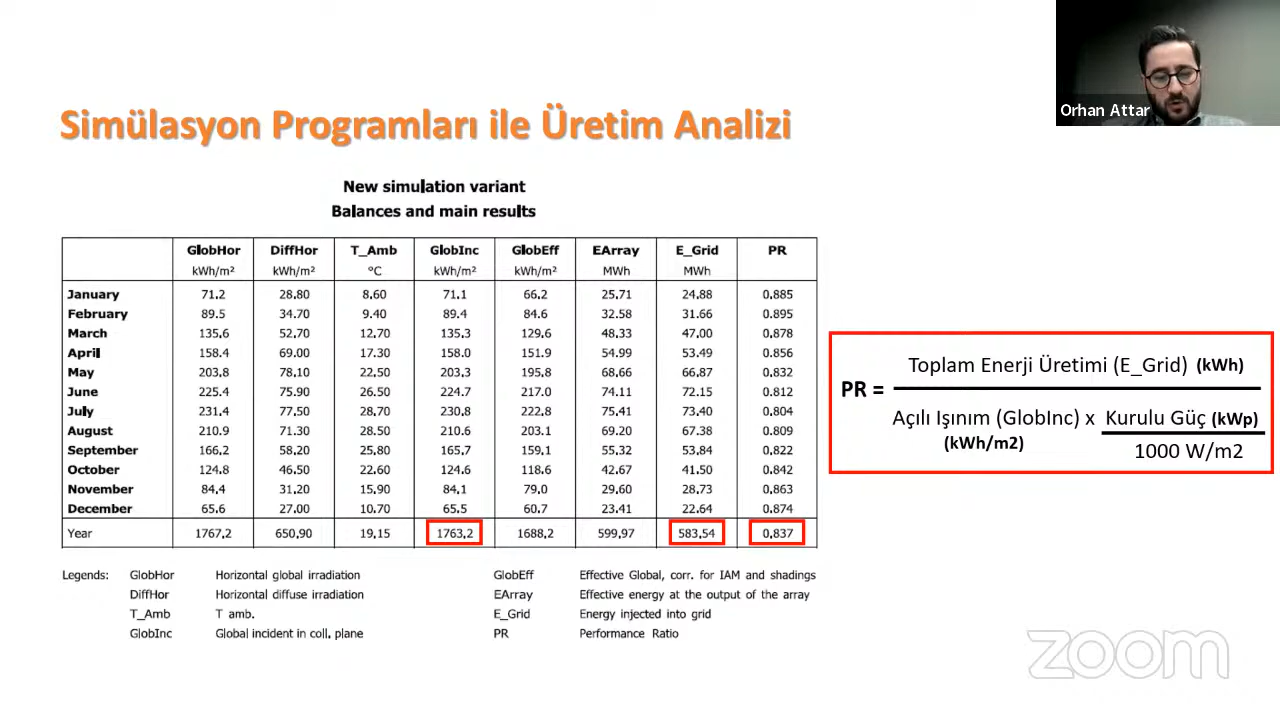 Orhan Attar
Simülasyon Programları ile Üretim Analizi
New simulation variant
Balances and main results
GlobHor DiffHor T_Amb GlobInc GlobEff EArray E_Grid PR
kWh/m² kWh/m² °C kWh/m² kWh/m² MWh MWh
January 71.2 28.80 8.60 71.1 66.2 25.71 24.88 0.885
February 89.5 34.70 9.40 89.4 84.6 32.58 31.66 0.895
March 135.6 52.70 12.70 135.3 129.6 48.33 47.00 0.878
April 158.4 69.00 17.30 158.0 151.9 54.99 53.49 0.856
May 203.8 78.10 22.50 203.3 195.8 68.66 66.87 0.832
June 225.4 75.90 26.50 224.7 217.0 74.11 72.15 0.812
July 231.4 77.50 28.70 230.8 222.8 75.41 73.40 0.804
August 210.9 71.30 28.50 210.6 203.1 69.20 67.38 0.809
September 166.2 58.20 25.80 165.7 159.1 55.32 53.84 0.822
October 124.8 46.50 22.60 124.6 118.6 42.67 41.50 0.842
November 84.4 31.20 15.90 84.1 79.0 29.60 28.73 0.863
December 65.6 27.00 10.70 65.5 60.7 23.41 22.64 0.874
Year 1767.2 650.90 19.15 1763.2 1688.2 599.97 583.54 0.837
Toplam Enerji Üretimi (E_Grid) (kWh)
PR =
Açılı Işınım (GlobInc) x Kurulu Güç (kWp)
(kWh/m2) 1000 W/m2
Legends: GlobHor Horizontal global irradiation GlobEff Effective Global, corr. for IAM and shadings
DiffHor Horizontal diffuse irradiation EArray Effective energy at the output of the array
T_Amb T amb. E_Grid Energy injected into grid
GlobInc Global incident in coll. plane PR Performance Ratio
zoom